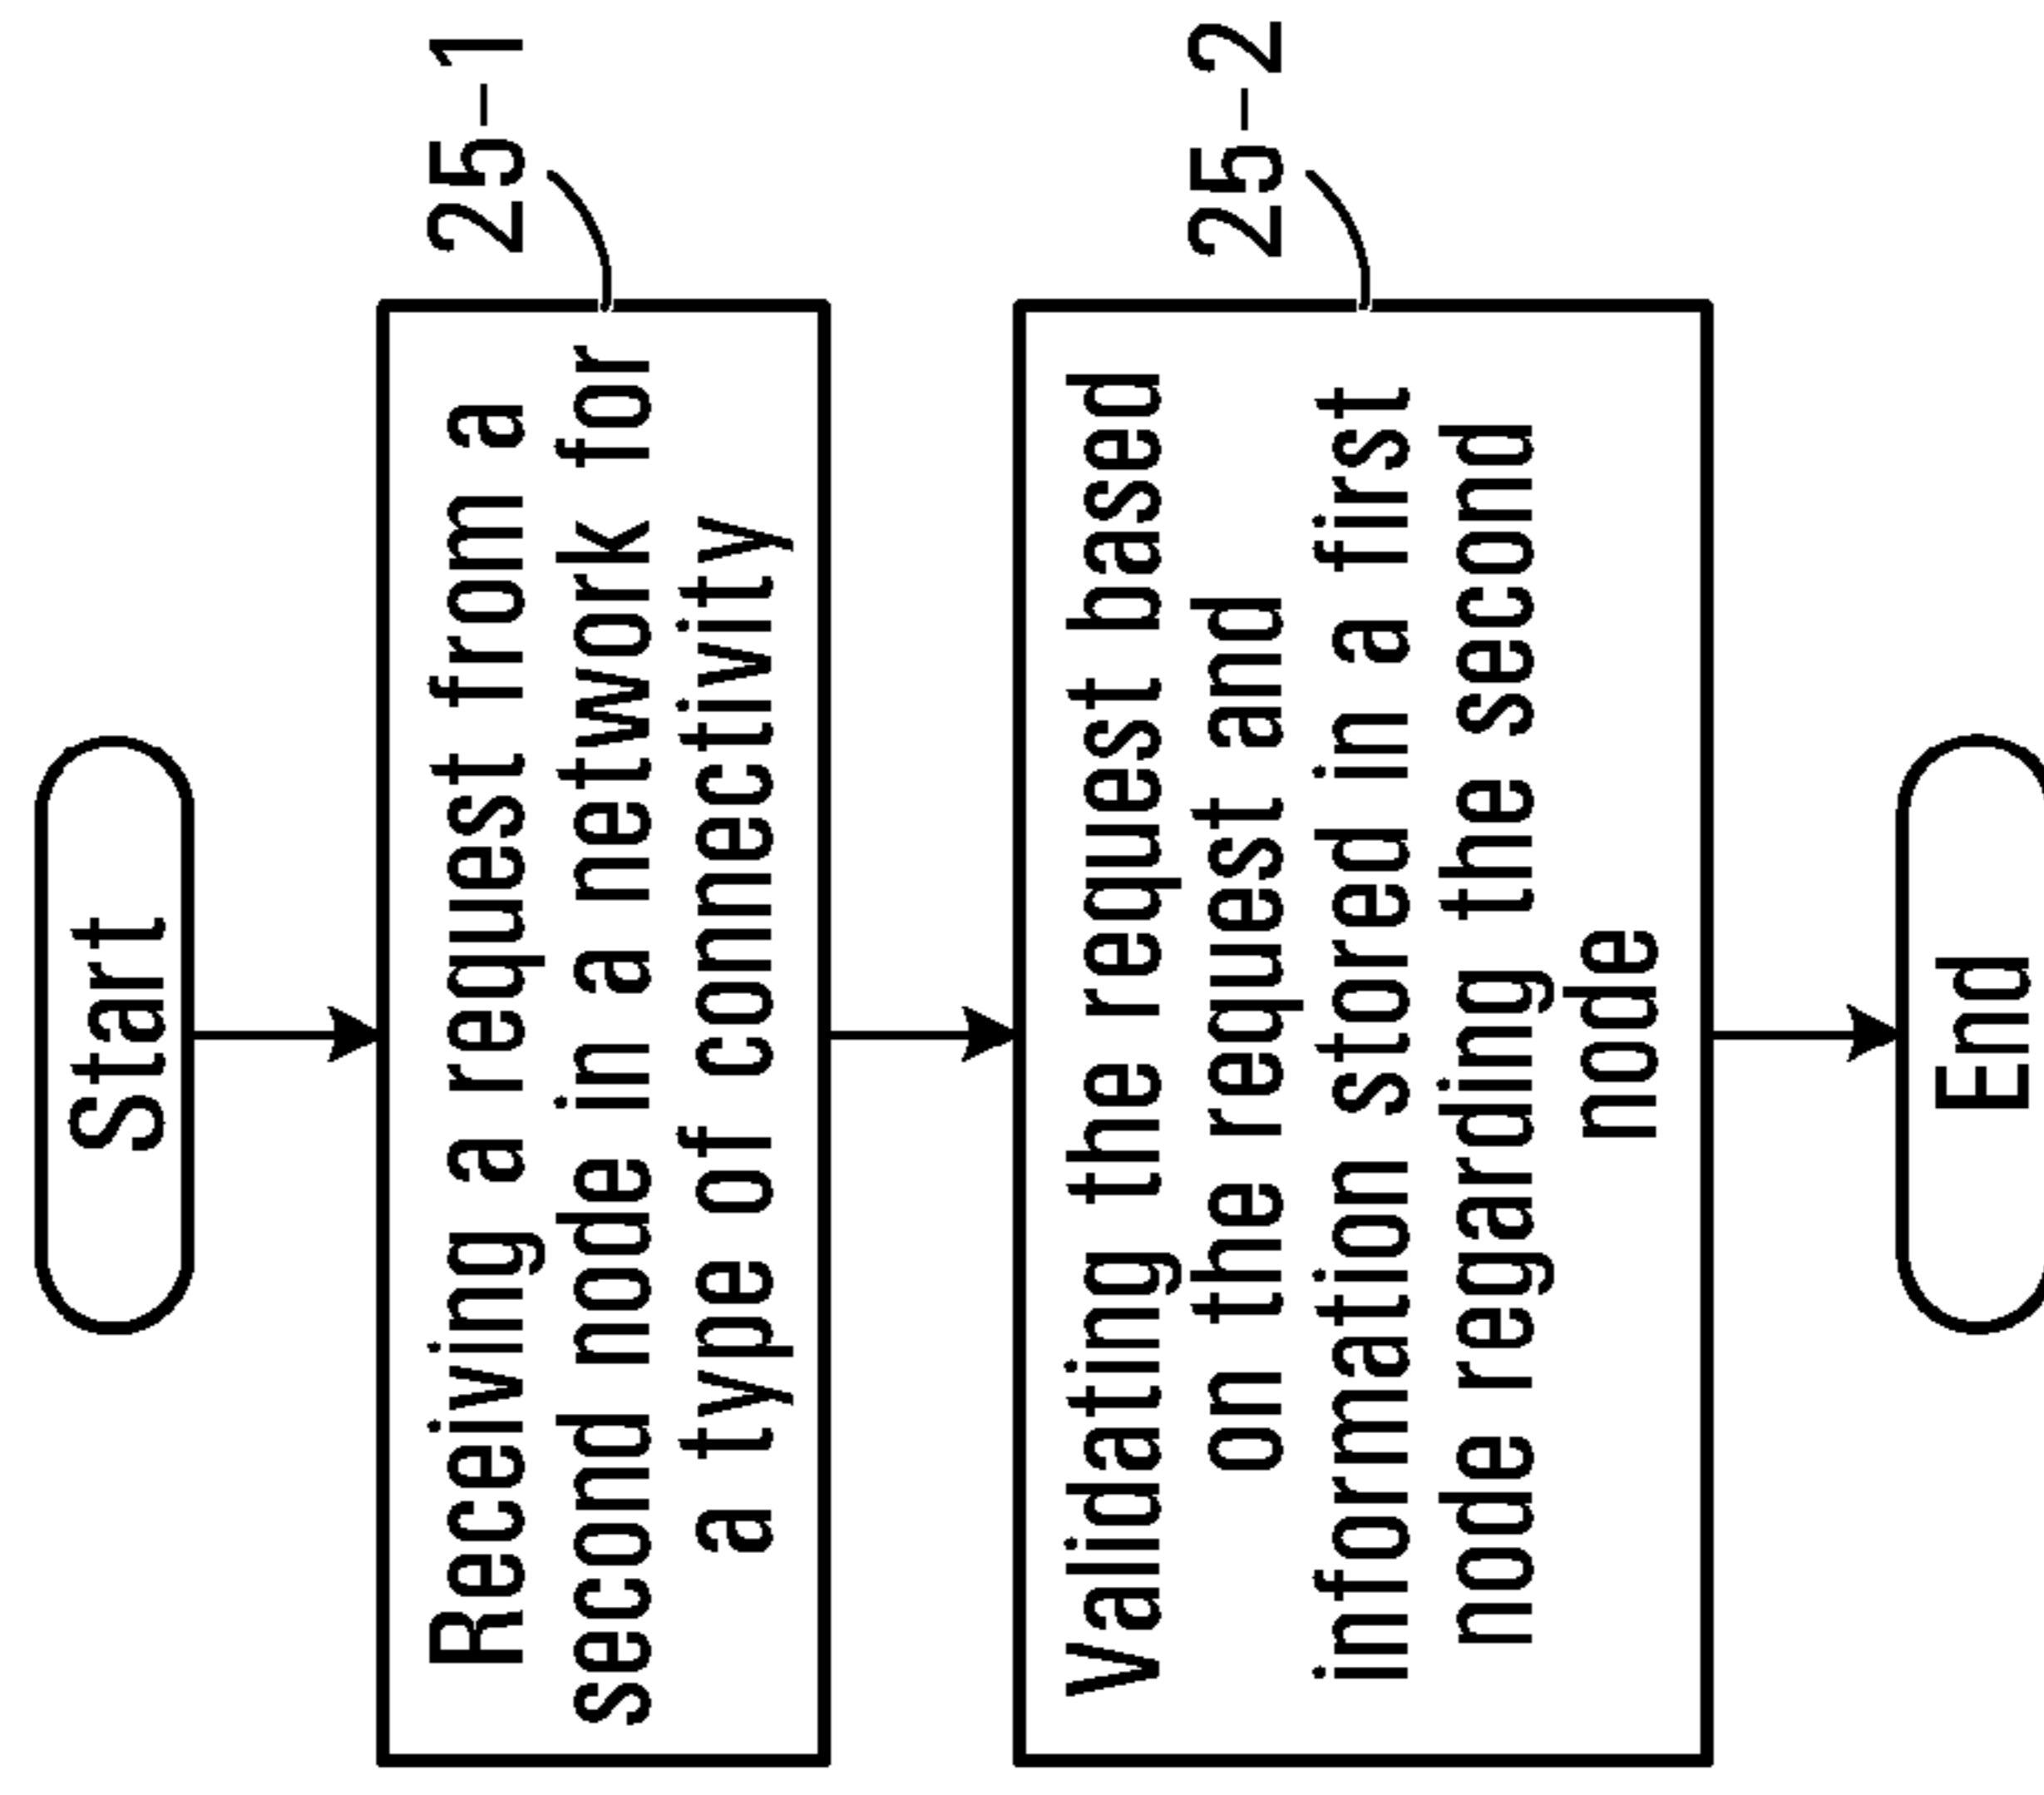 Start
Receiving a request from a
second node in a network for
a type of connectivity
25-1
Validating the request based
on the request and
information stored in a first
node regarding the second
node
25-2
End